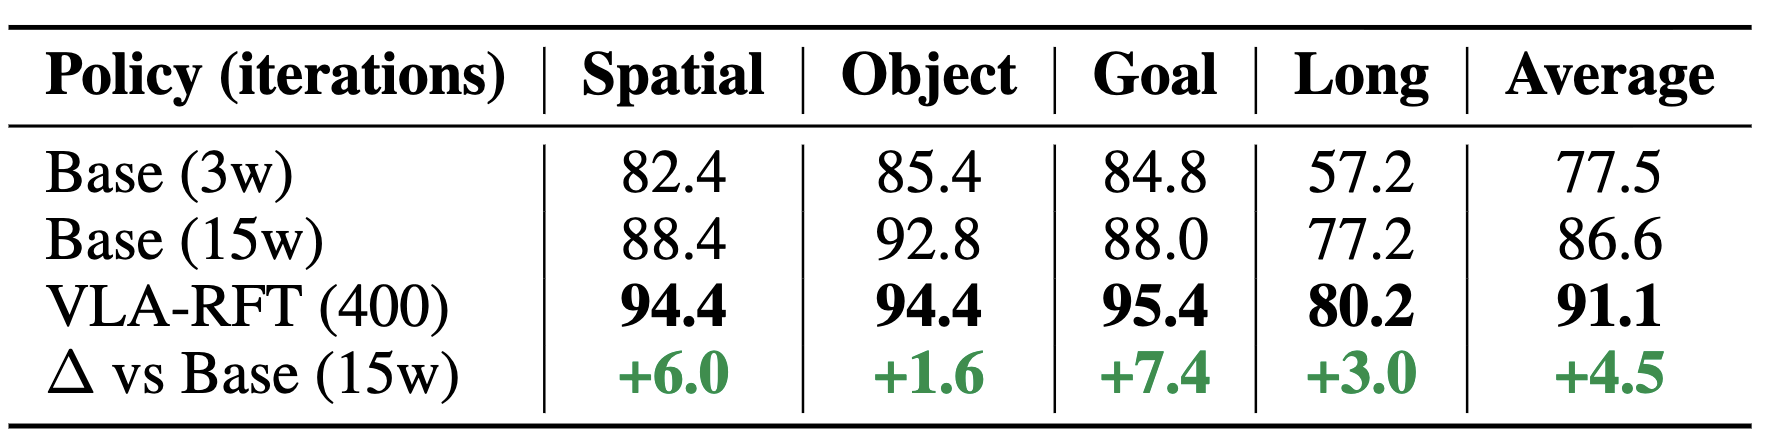 Policy (iterations) Spatial Object Goal Long Average
Base (3w) 82.4 85.4 84.8 57.2 77.5
Base (15w) 88.4 92.8 88.0 77.2 86.6
VLA-RFT (400) 94.4 94.4 95.4 80.2 91.1
Δ vs Base (15w) +6.0 +1.6 +7.4 +3.0 +4.5